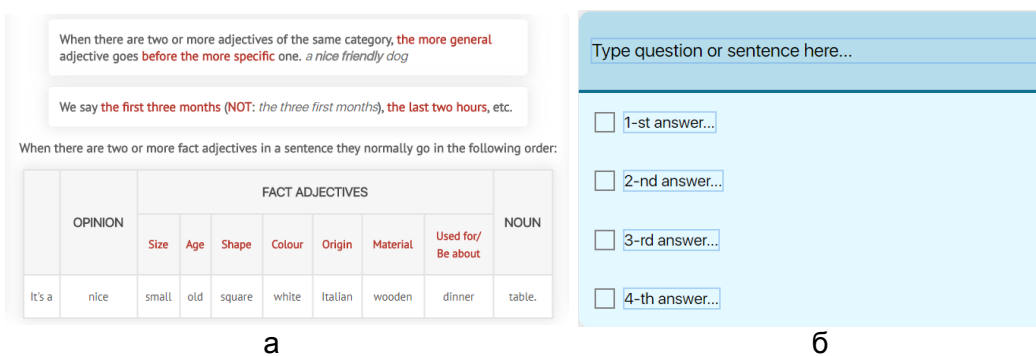 When there are two or more adjectives of the same category, the more general
adjective goes before the more specific one. a nice friendly dog
We say the first three months (NOT: the three first months), the last two hours, etc.
When there are two or more fact adjectives in a sentence they normally go in the following order:
OPINION
FACT ADJECTIVES
NOUN
Size Age Shape Colour Origin Material Used for/
Be about
It's a nice small old square white Italian wooden dinner table.
а
Type question or sentence here...
1-st answer...
2-nd answer...
3-rd answer...
4-th answer...
б